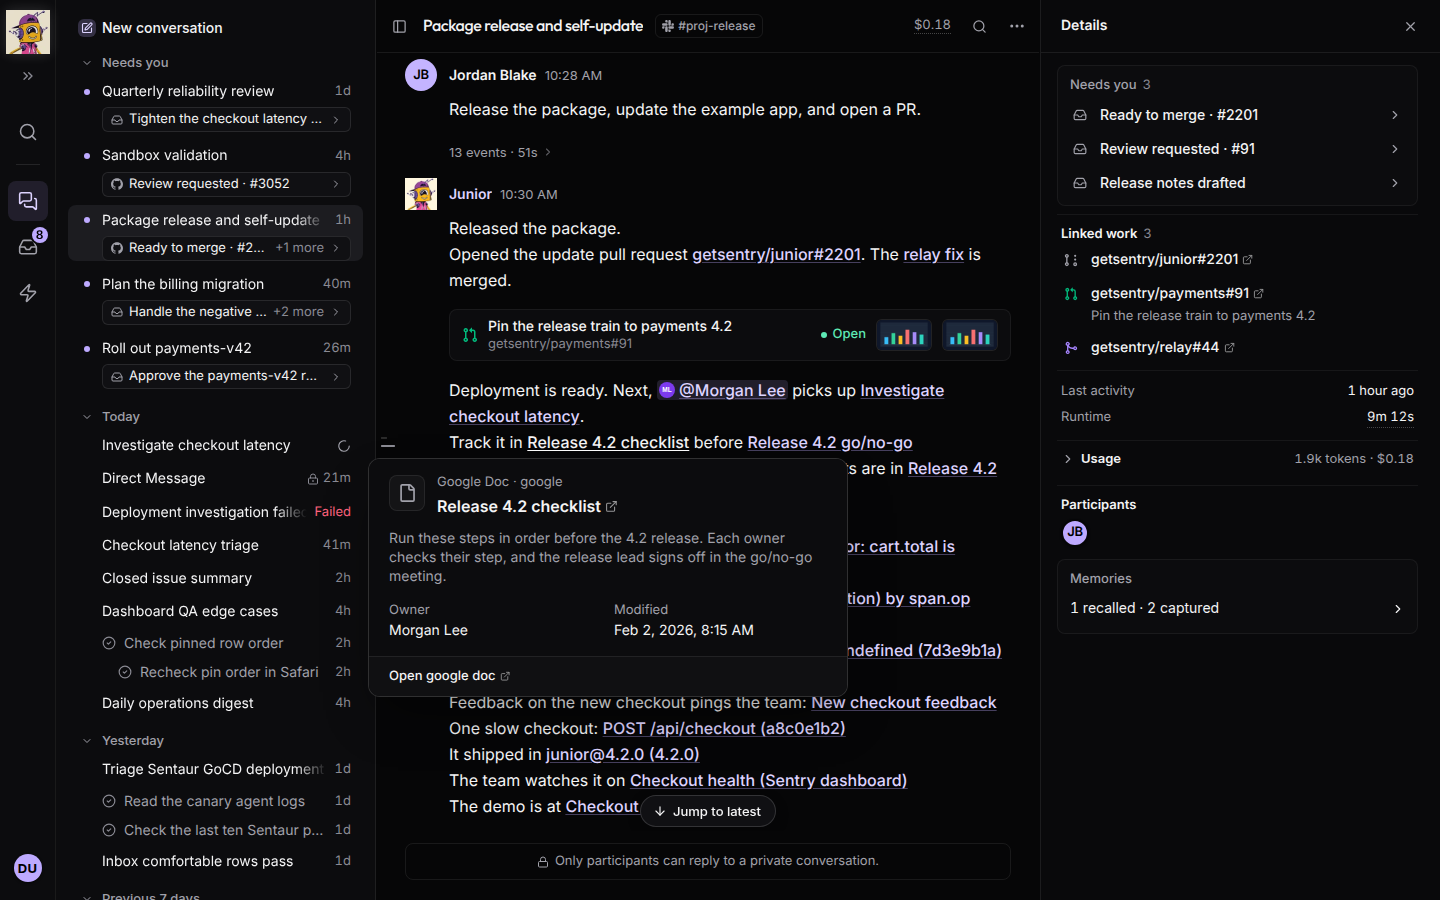 New conversation
Needs you
Quarterly reliability review 1d
Tighten the checkout latency ...
Sandbox validation 4h
Review requested · #3052
Package release and self-update 1h
Ready to merge · #2... +1 more
8
Plan the billing migration 40m
Handle the negative ... +2 more
Roll out payments-v42 26m
Approve the payments-v42 r...
Today
Investigate checkout latency
Direct Message 21m
Deployment investigation failed Failed
Checkout latency triage 41m
Closed issue summary 2h
Dashboard QA edge cases 4h
Check pinned row order 2h
Recheck pin order in Safari 2h
Daily operations digest 4h
Yesterday
Triage Sentaur GoCD deployment 1d
Read the canary agent logs 1d
Check the last ten Sentaur p... 1d
Inbox comfortable rows pass 1d
Previous 7 days
DU
Package release and self-update #proj-release $0.18
JB Jordan Blake 10:28 AM
Release the package, update the example app, and open a PR.
13 events · 51s
Junior 10:30 AM
Released the package.
Opened the update pull request getsentry/junior#2201. The relay fix is
merged.
Pin the release train to payments 4.2
getsentry/payments#91
Open
Deployment is ready. Next, ML @Morgan Lee picks up Investigate
checkout latency.
Track it in Release 4.2 checklist before Release 4.2 go/no-go
ts are in Release 4.2
Google Doc · google
Release 4.2 checklist
Run these steps in order before the 4.2 release. Each owner
checks their step, and the release lead signs off in the go/no-go
meeting.
Owner Modified
Morgan Lee Feb 2, 2026, 8:15 AM
Open google doc
or: cart.total is
tion) by span.op
ndefined (7d3e9b1a)
Feedback on the new checkout pings the team: New checkout feedback
One slow checkout: POST /api/checkout (a8c0e1b2)
It shipped in junior@4.2.0 (4.2.0)
The team watches it on Checkout health (Sentry dashboard)
The demo is at Checkout
Jump to latest
Only participants can reply to a private conversation.
Details
Needs you 3
Ready to merge · #2201
Review requested · #91
Release notes drafted
Linked work 3
getsentry/junior#2201
getsentry/payments#91
Pin the release train to payments 4.2
getsentry/relay#44
Last activity 1 hour ago
Runtime 9m 12s
Usage 1.9k tokens · $0.18
Participants
JB
Memories
1 recalled · 2 captured